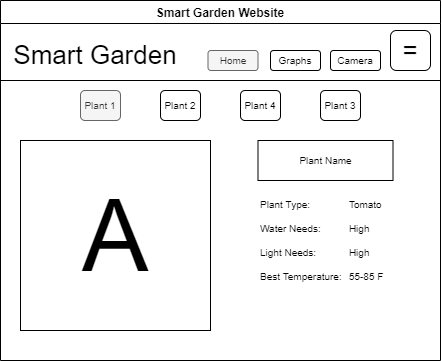 Smart Garden Website
Smart Garden
Home Graphs Camera =
Plant 1 Plant 2 Plant 4 Plant 3
A
Plant Name
Plant Type: Tomato
Water Needs: High
Light Needs: High
Best Temperature: 55-85 F